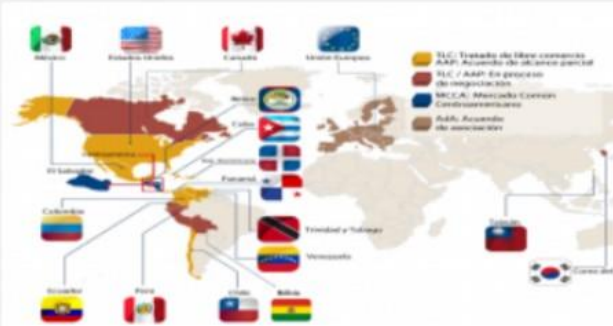 México
Estados Unidos
Canadá
Unión Europea
TLC: Tratado de libre comercio
AAP: Acuerdo de alcance parcial
TLC / AAP: En proceso
de negociación
MCCA: Mercado Común
Centroamericano
AdA: Acuerdo
de asociación
Belice
Cuba
El Salvador
Panamá
Colombia
Trinidad y Tobago
Venezuela
Taiwán
Corea del
Ecuador
Perú
Chile
Bolivia